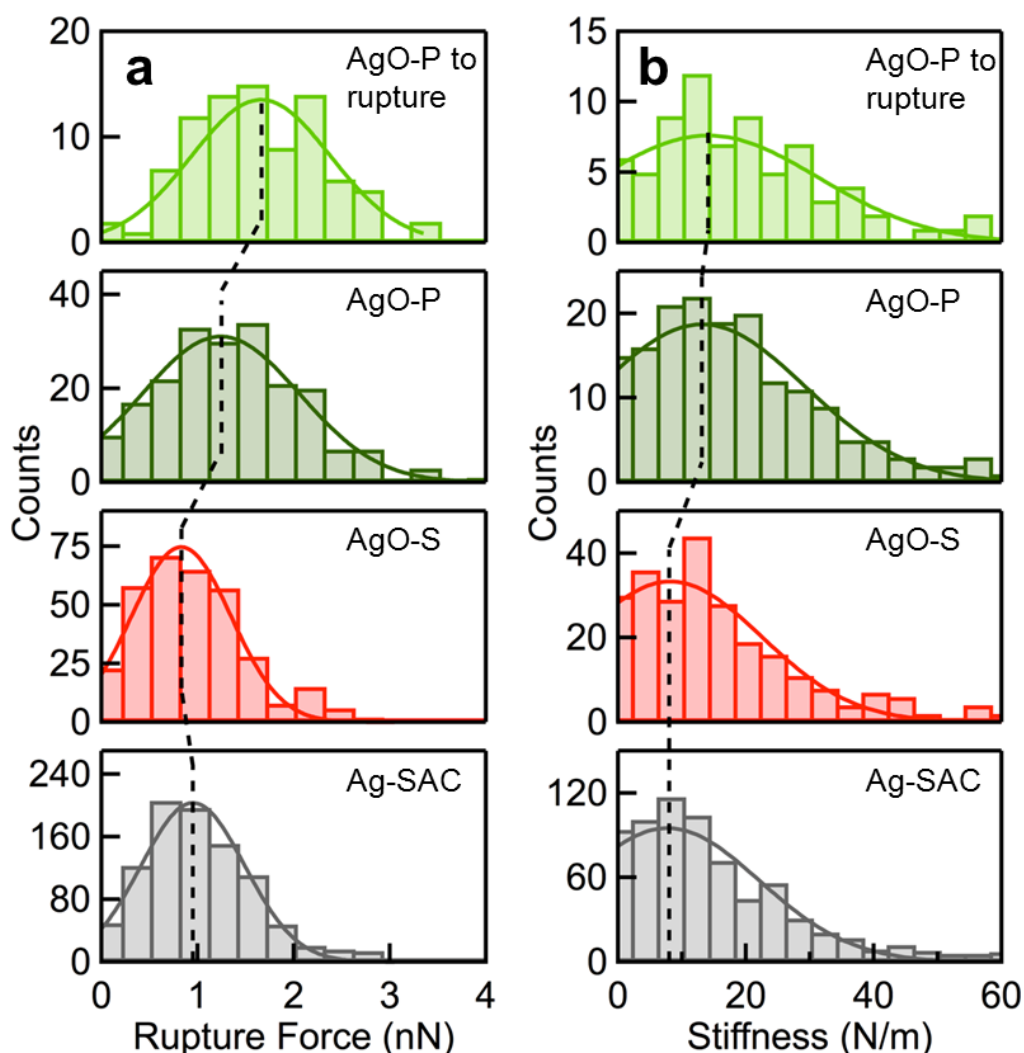 a
AgO-P to
rupture
20
10
0
AgO-P
40
20
0
AgO-S
75
50
25
0
Ag-SAC
240
160
80
0
0 1 2 3 4
Counts
Rupture Force (nN)
b
AgO-P to
rupture
15
10
5
0
AgO-P
20
10
0
AgO-S
40
20
0
Ag-SAC
120
60
0
0 20 40 60
Counts
Stiffness (N/m)